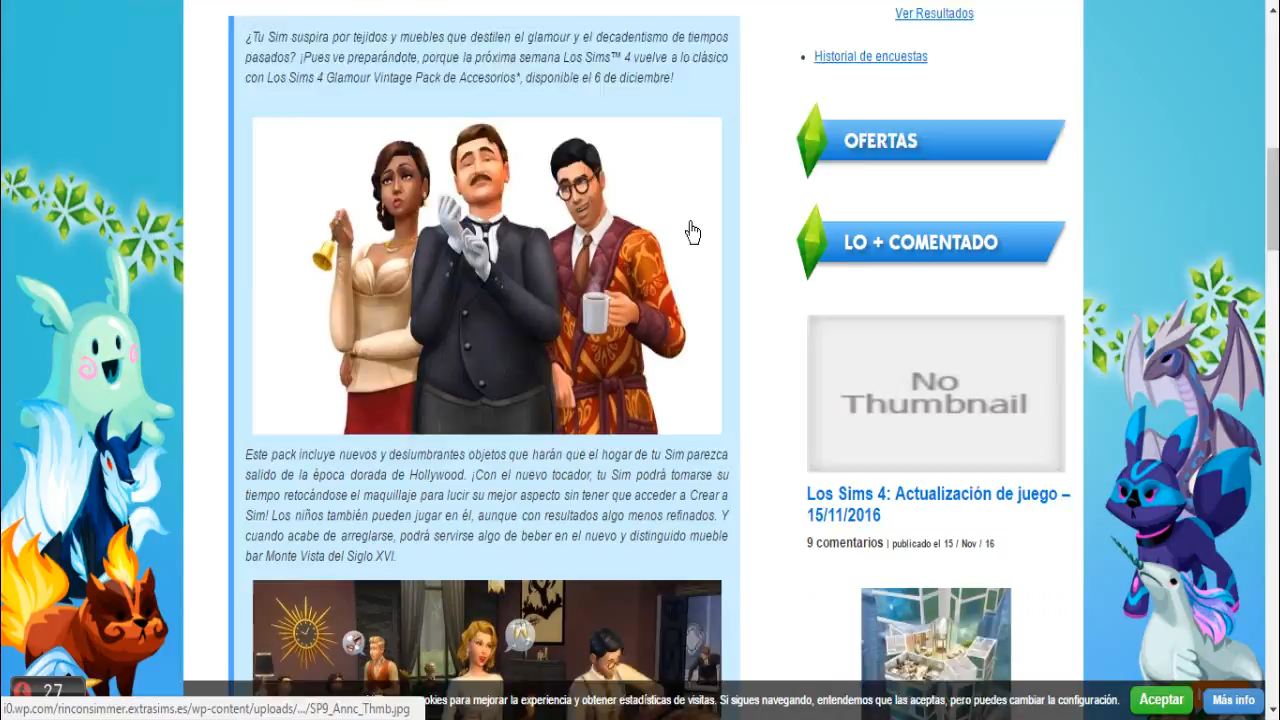 Ver Resultados
¿Tu Sim suspira por tejidos y muebles que destilen el glamour y el decadentismo de tiempos
pasados? ¡Pues ve preparándote, porque la próxima semana Los Sims™ 4 vuelve a lo clásico
con Los Sims 4 Glamour Vintage Pack de Accesorios*, disponible el 6 de diciembre!
Historial de encuestas
OFERTAS
LO + COMENTADO
No
Thumbnail
Este pack incluye nuevos y deslumbrantes objetos que harán que el hogar de tu Sim parezca
salido de la época dorada de Hollywood. ¡Con el nuevo tocador, tu Sim podrá tomarse su
tiempo retocándose el maquillaje para lucir su mejor aspecto sin tener que acceder a Crear a
Sim! Los niños también pueden jugar en él, aunque con resultados algo menos refinados. Y
cuando acabe de arreglarse, podrá servirse algo de beber en el nuevo y distinguido mueble
bar Monte Vista del Siglo XVI.
Los Sims 4: Actualización de juego –
15/11/2016
9 comentarios | publicado el 15 / Nov / 16
27
okies para mejorar la experiencia y obtener estadísticas de visitas. Si sigues navegando, entendemos que las aceptas, pero puedes cambiar la configuración.
Aceptar
Más info
i0.wp.com/rinconsimmer.extrasims.es/wp-content/uploads/.../SP9_Annc_Thmb.jpg